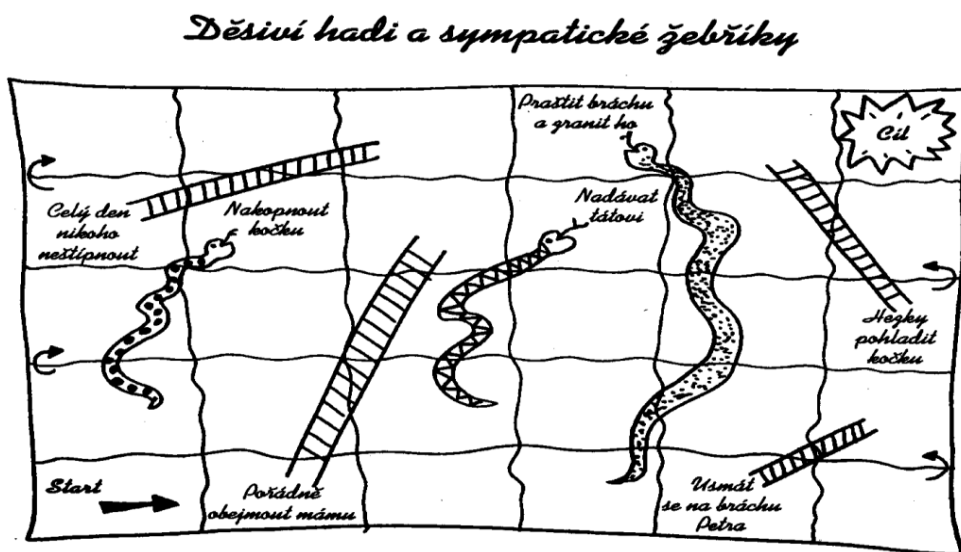 Děsiví hadi a sympatické žebříky
Praštit bráchu
a granit ho
Cíl
Celý den
nikoho
neštípnout
Nakopnout
kočku
Nadávat
tátovi
Hezky
pohladit
kočku
Start
Pořádně
obejmout mámu
Usmát
se na bráchu
Petra